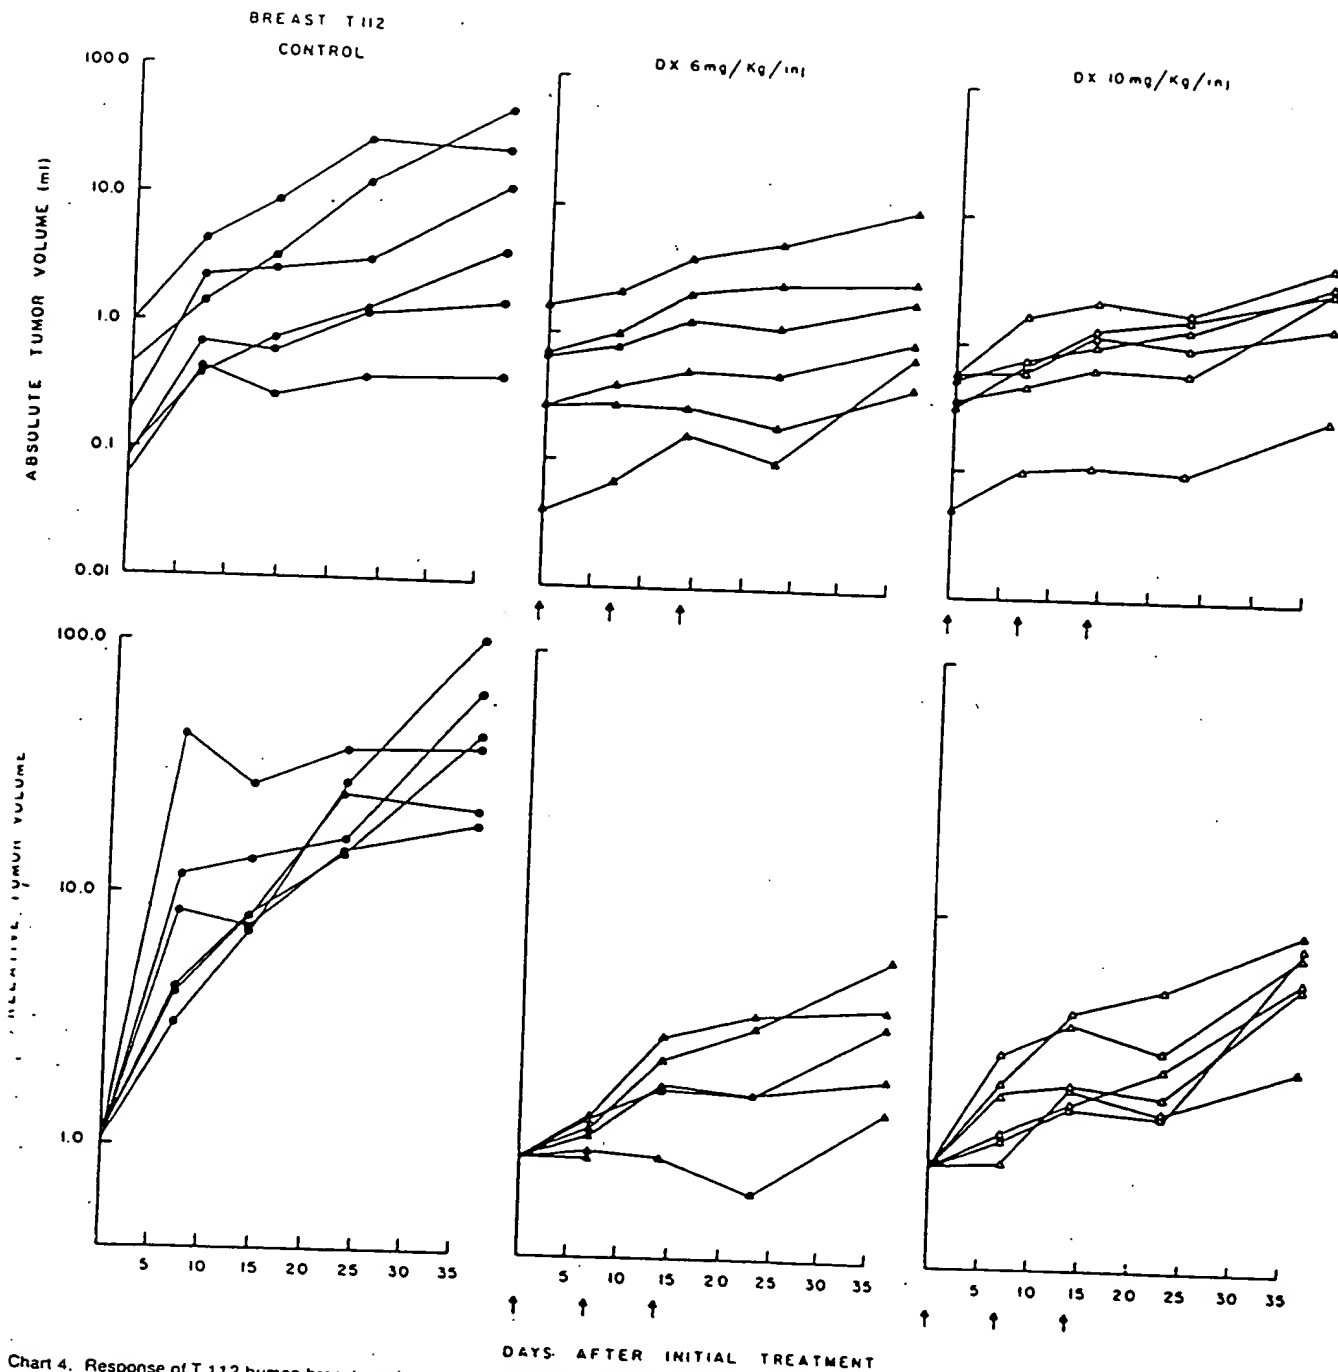 BREAST T112
CONTROL
DX 6mg/Kg/inj
DX 10mg/Kg/inj
ABSOLUTE TUMOR VOLUME (ml)
100.0
10.0
1.0
0.1
0.01
RELATIVE TUMOR VOLUME
100.0
10.0
1.0
5 10 15 20 25 30 35
5 10 15 20 25 30 35
5 10 15 20 25 30 35
DAYS AFTER INITIAL TREATMENT
Chart 4. Response of T 112 human